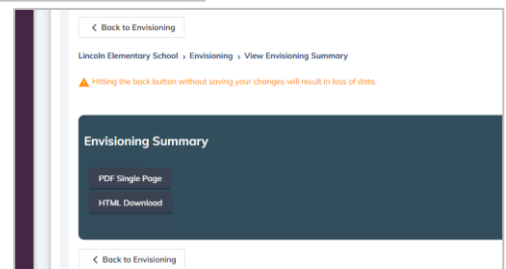 Back to Envisioning
Lincoln Elementary School > Envisioning > View Envisioning Summary
Hitting the back button without saving your changes will result in loss of data.
Envisioning Summary
PDF Single Page
HTML Download
Back to Envisioning